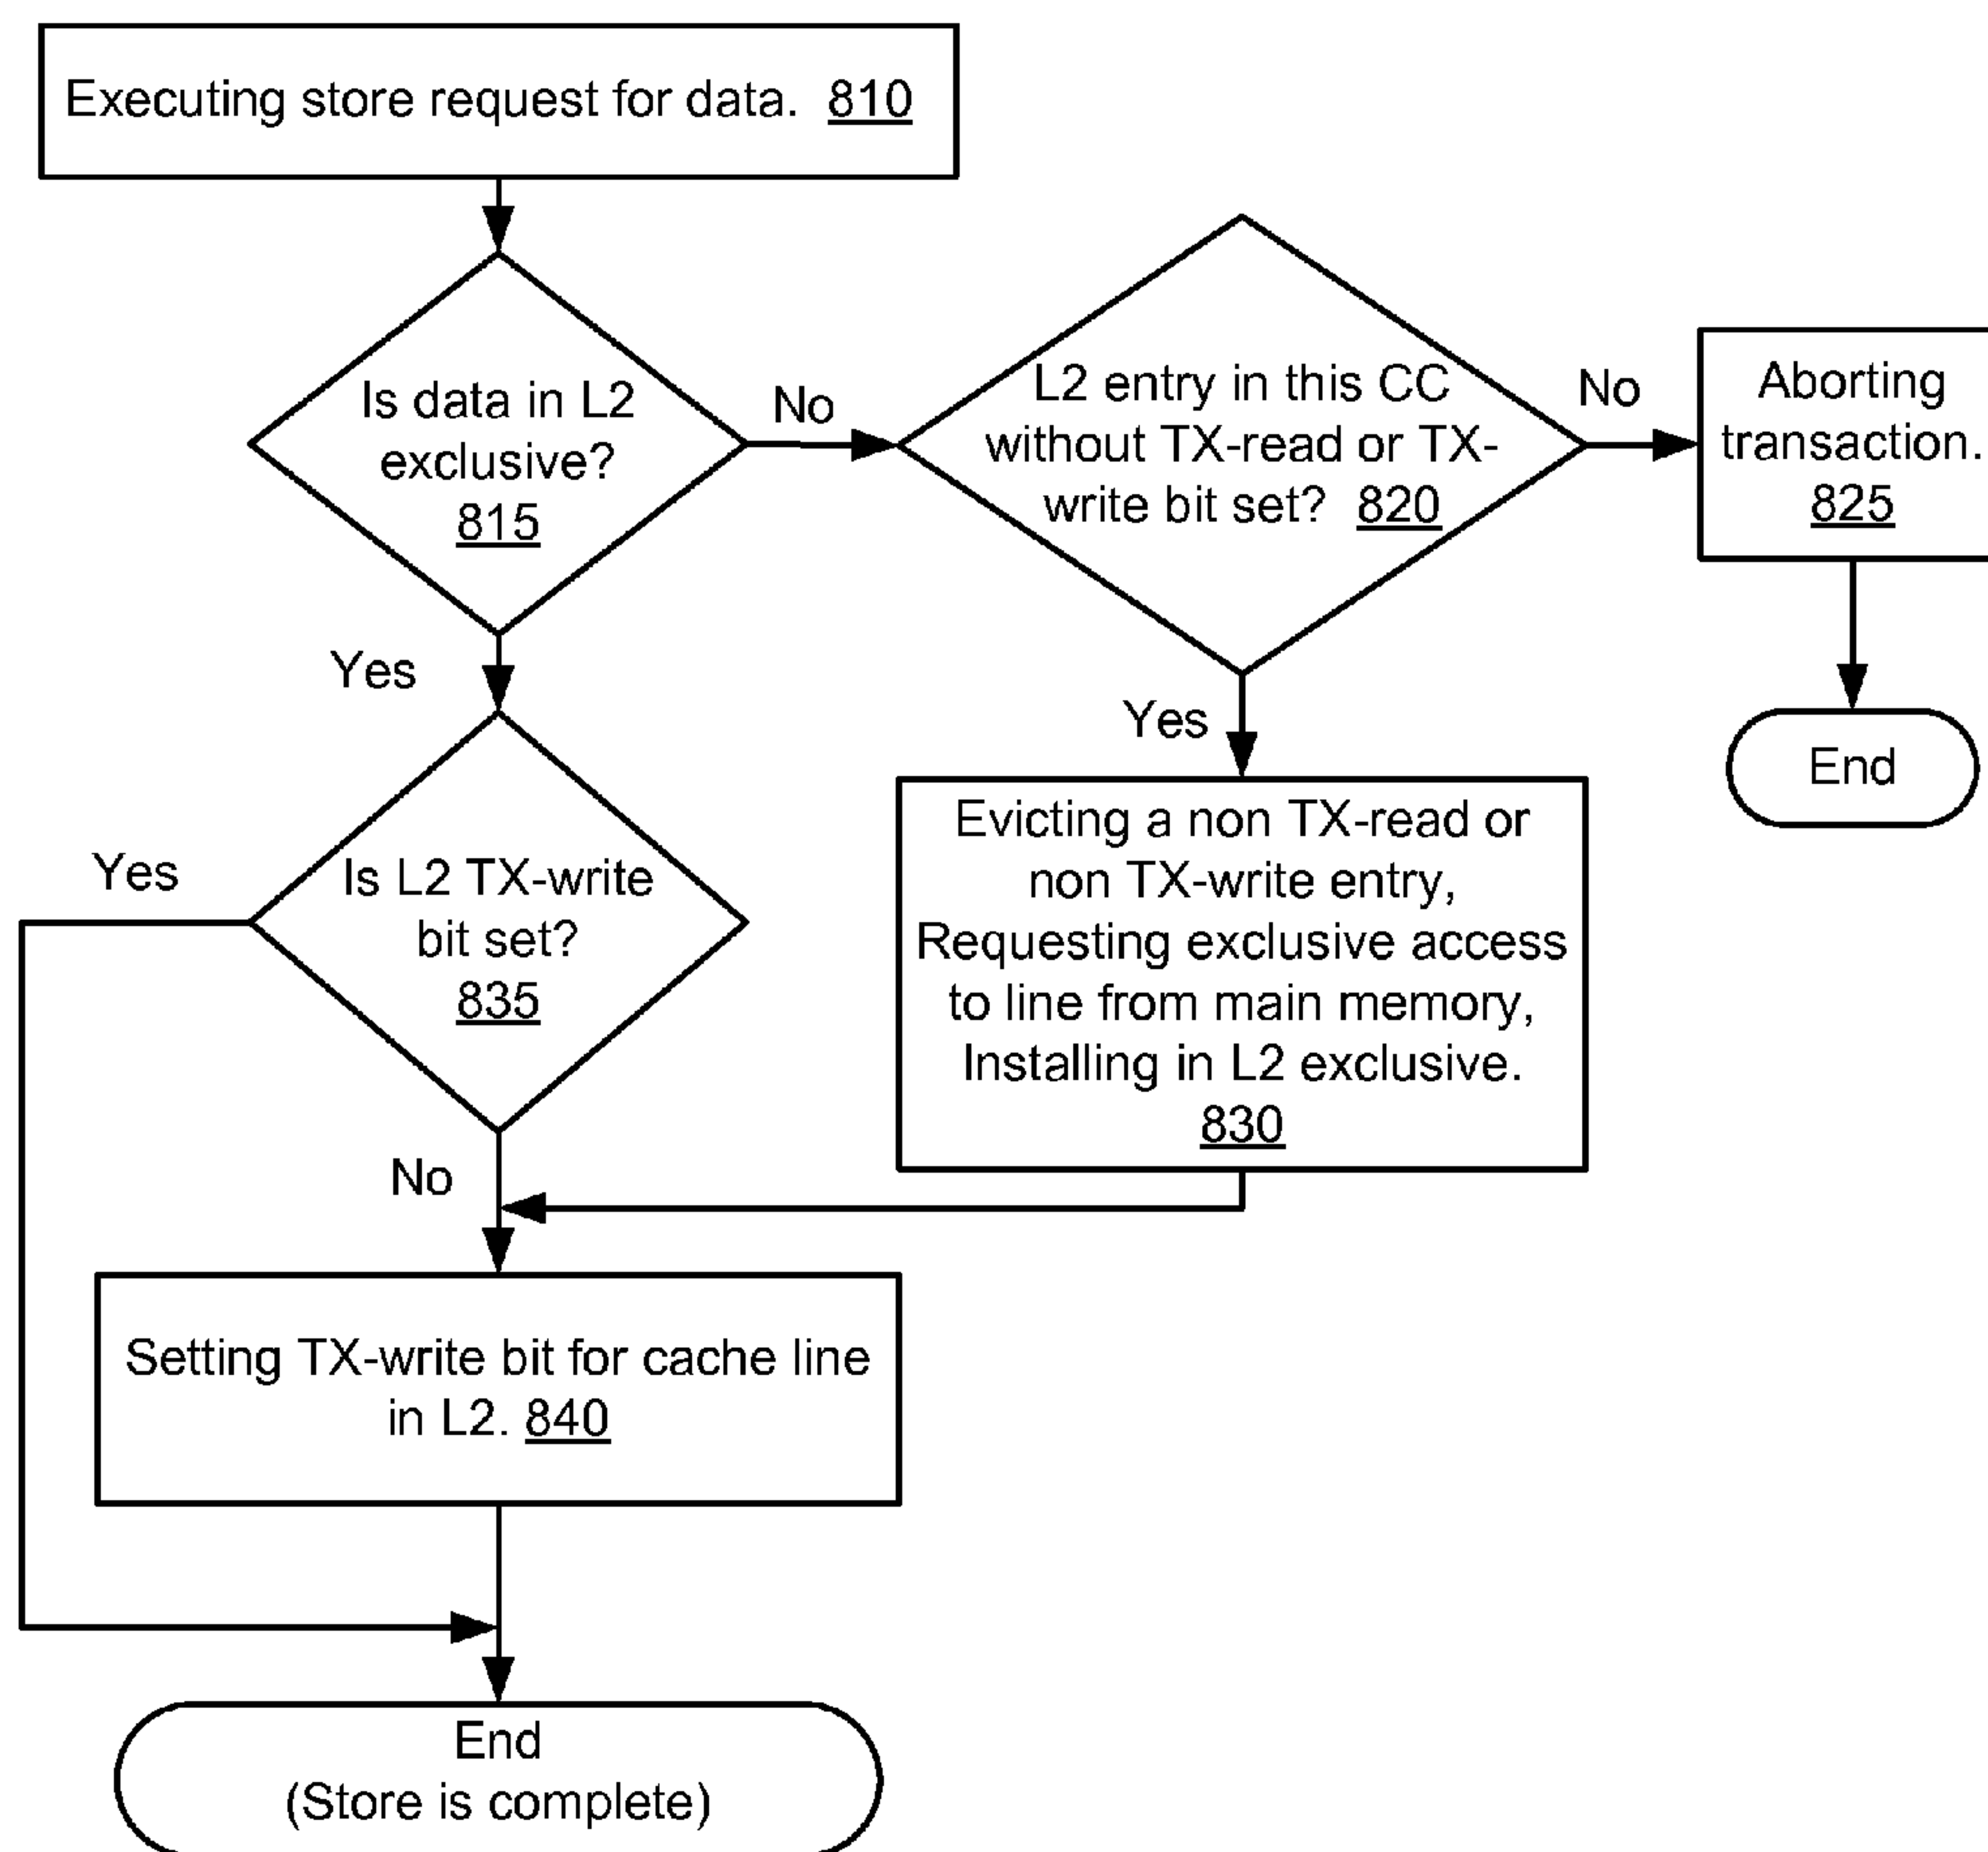 Executing store request for data. 810
Is data in L2
exclusive?
815
No
L2 entry in this CC
without TX-read or TX-
write bit set? 820
No
Aborting
transaction.
825
End
Yes
Yes
Evicting a non TX-read or
non TX-write entry,
Requesting exclusive access
to line from main memory,
Installing in L2 exclusive.
830
Yes
Is L2 TX-write
bit set?
835
No
Setting TX-write bit for cache line
in L2. 840
End
(Store is complete)